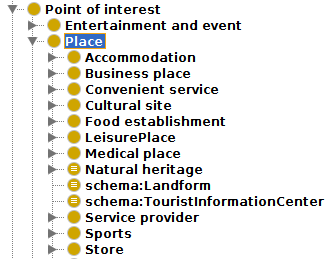 Point of interest
Entertainment and event
Place
Accommodation
Business place
Convenient service
Cultural site
Food establishment
LeisurePlace
Medical place
Natural heritage
schema:Landform
schema:TouristInformationCenter
Service provider
Sports
Store